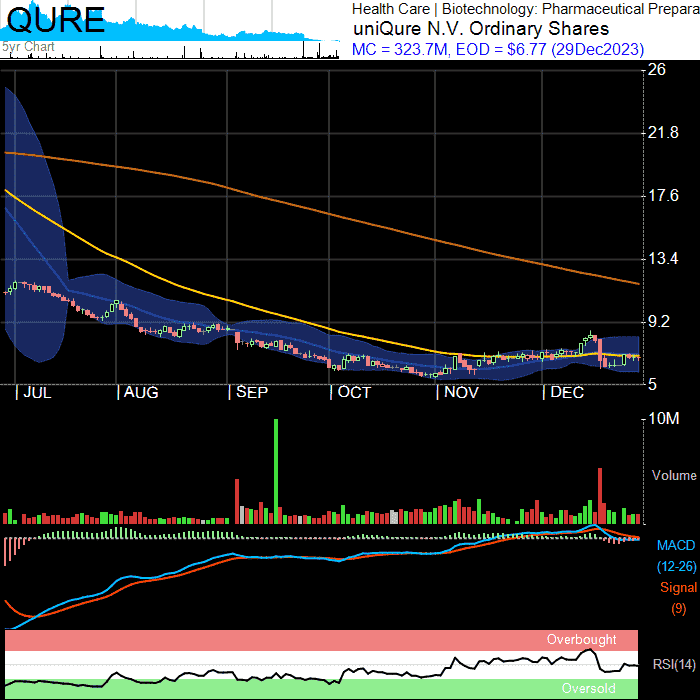 QURE
5yr Chart
Health Care | Biotechnology: Pharmaceutical Prepara
uniQure N.V. Ordinary Shares
MC = 323.7M, EOD = $6.77 (29Dec2023)
26
21.8
17.6
13.4
9.2
5
JUL AUG SEP OCT NOV DEC
10M
Volume
MACD
(12-26)
Signal
(9)
Overbought
RSI(14)
Oversold